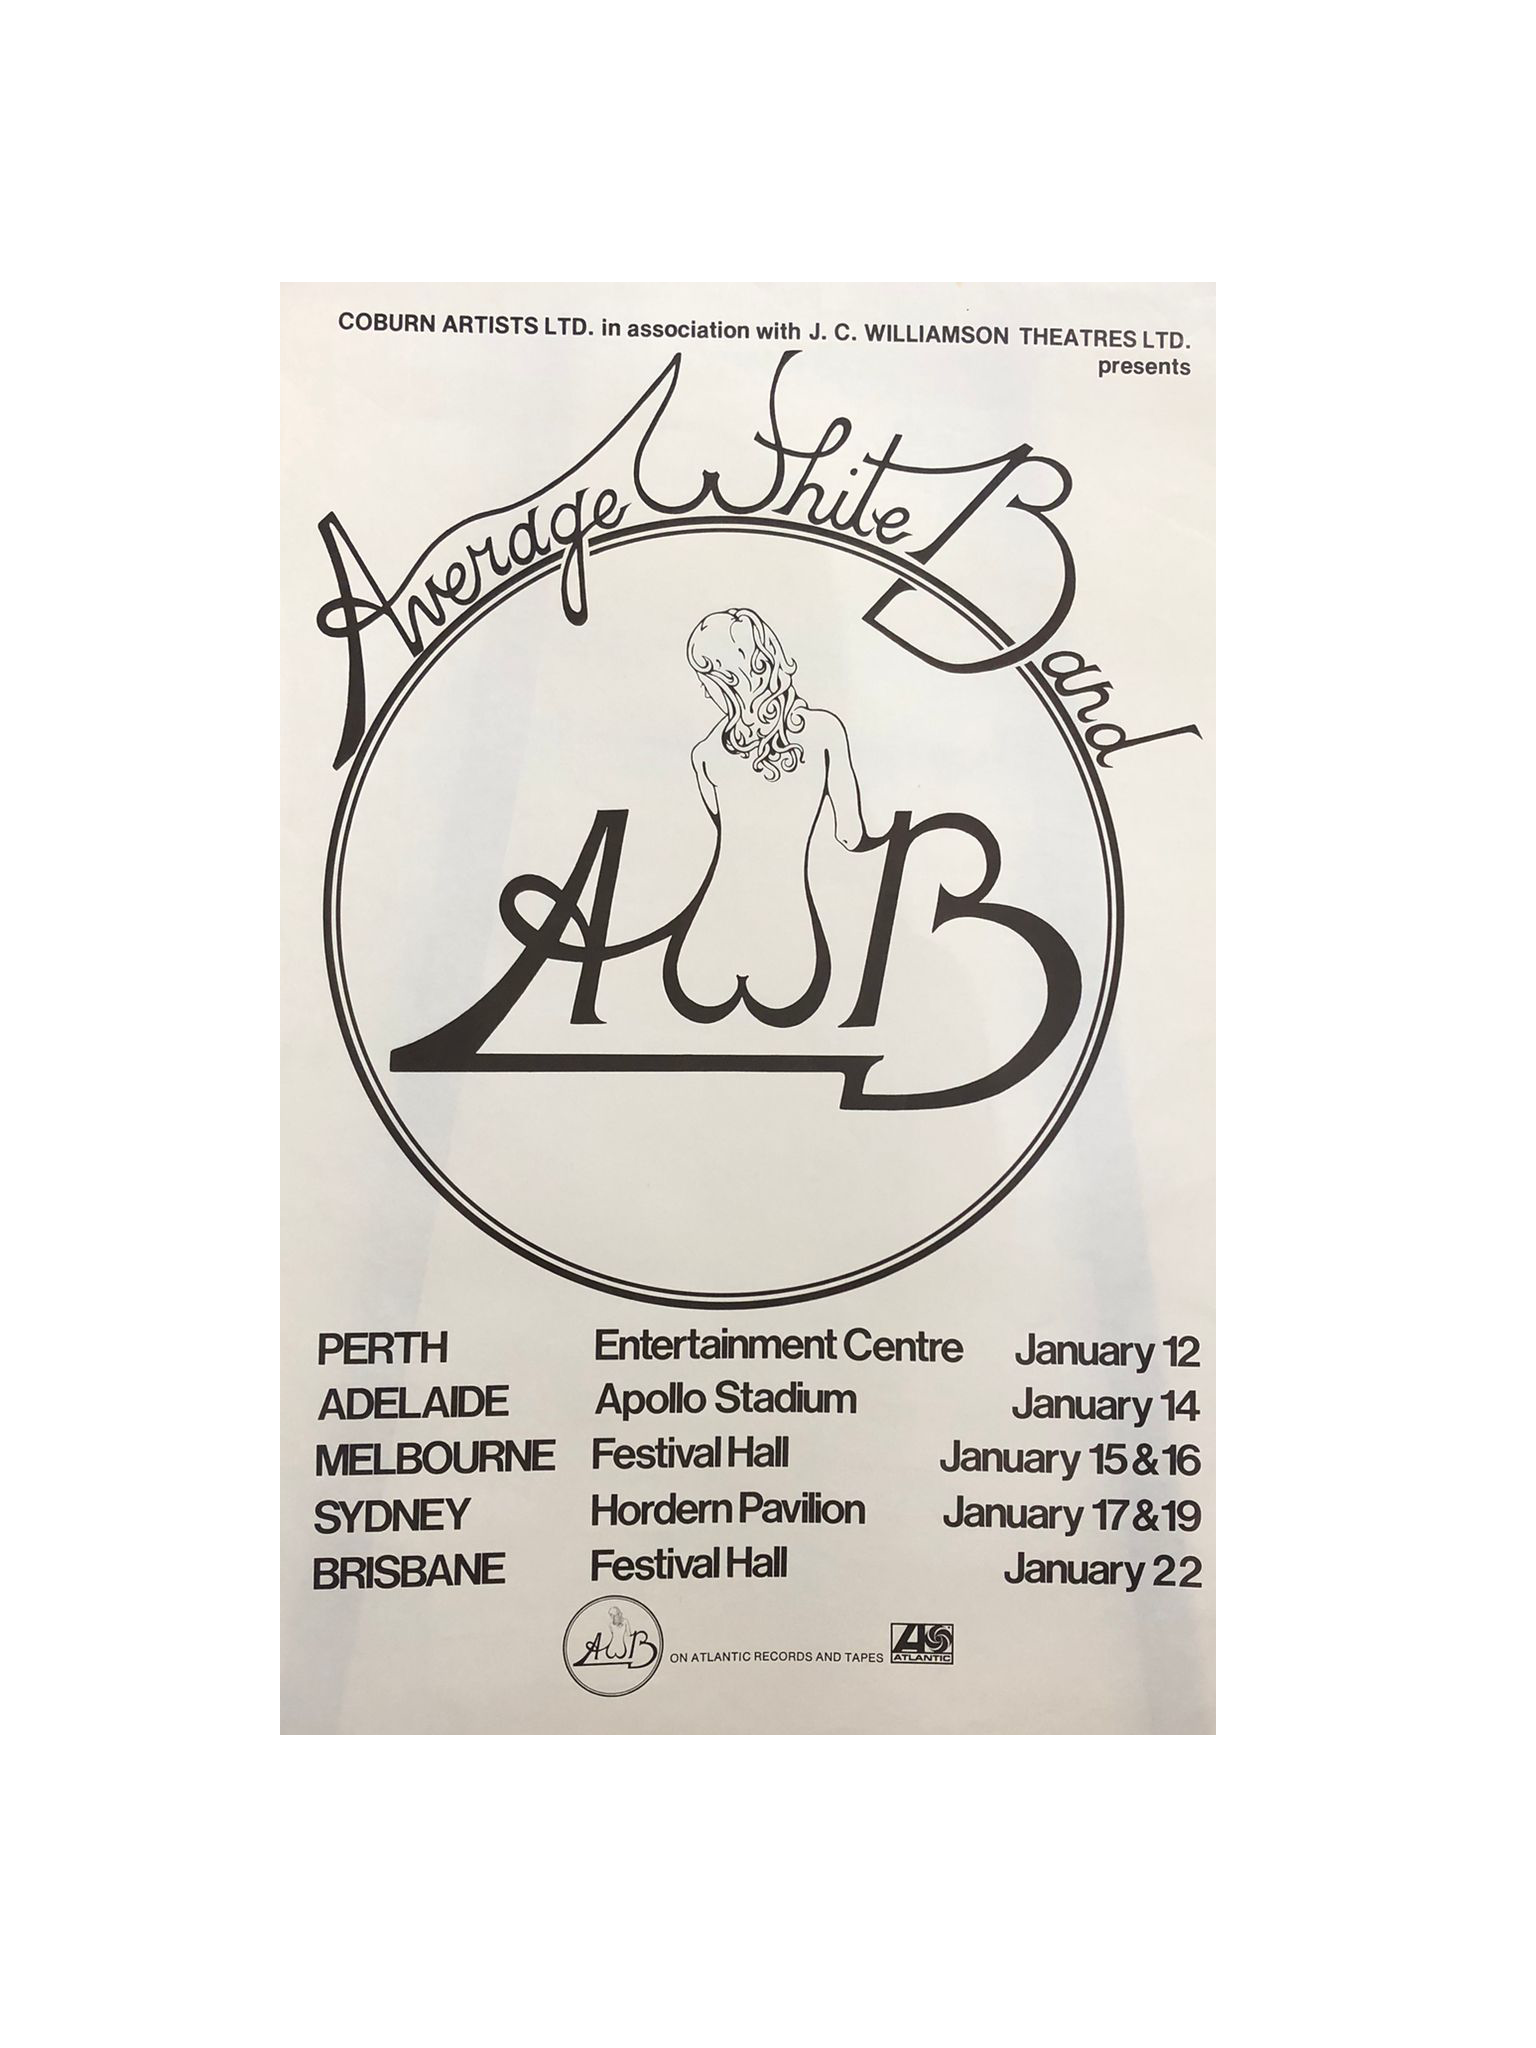 COBURN ARTISTS LTD. in association with J. C. WILLIAMSON THEATRES LTD.
presents
Average White Band
AWB
PERTH Entertainment Centre January 12
ADELAIDE Apollo Stadium January 14
MELBOURNE Festival Hall January 15 & 16
SYDNEY Hordern Pavilion January 17 & 19
BRISBANE Festival Hall January 22
AWB ON ATLANTIC RECORDS AND TAPES ATLANTIC